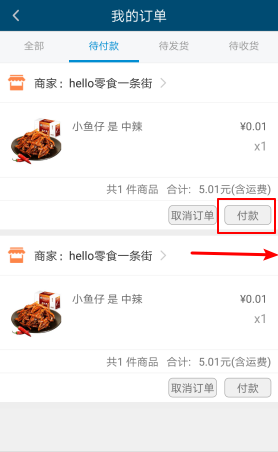 我的订单
全部 待付款 待发货 待收货
商家：hello零食一条街
小鱼仔 是 中辣 ¥0.01
x1
共1 件商品 合计：5.01元(含运费)
取消订单 付款
商家：hello零食一条街
小鱼仔 是 中辣 ¥0.01
x1
共1 件商品 合计：5.01元(含运费)
取消订单 付款